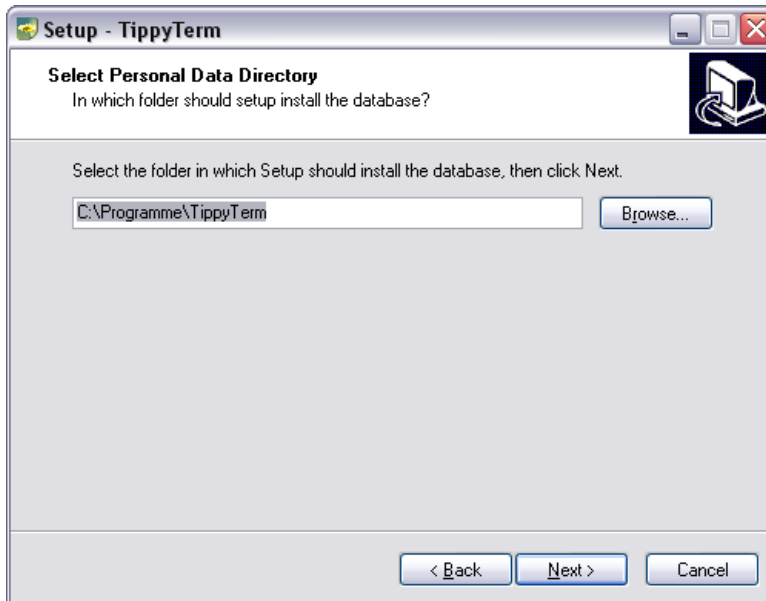 Setup - TippyTerm
Select Personal Data Directory
In which folder should setup install the database?
Select the folder in which Setup should install the database, then click Next.
C:\Programme\TippyTerm
Browse...
< Back
Next >
Cancel